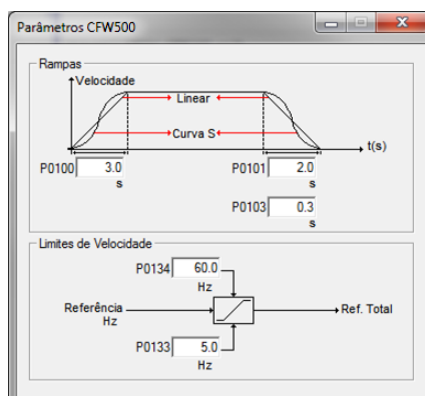 Parâmetros CFW500
Rampas
Velocidade
Linear
Curva S
t(s)
P0100 3.0 s
P0101 2.0 s
P0103 0.3 s
Limites de Velocidade
P0134 60.0 Hz
Referência Hz
Ref. Total
P0133 5.0 Hz